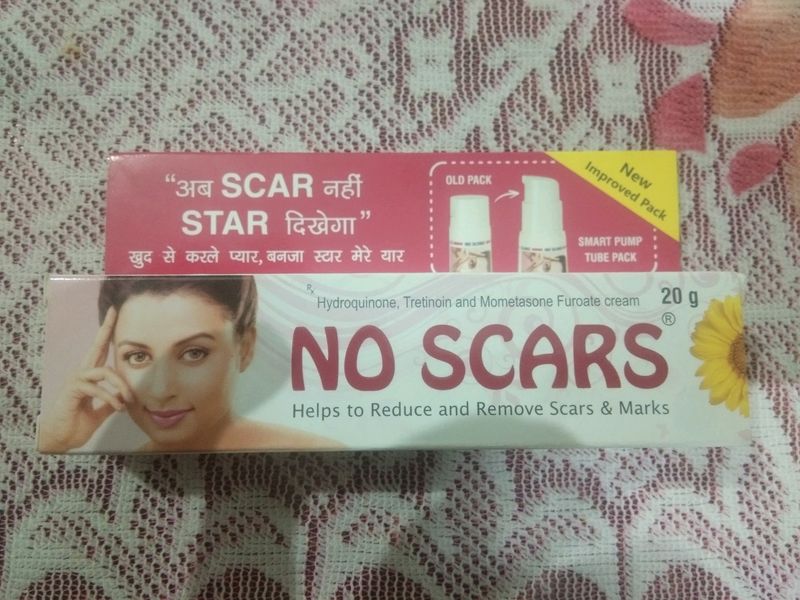 "अब SCAR नहीं
STAR दिखेगा"
खुद से करले प्यार, बनजा स्टार मेरे यार
OLD PACK
New
Improved Pack
SMART PUMP
TUBE PACK
Rx
Hydroquinone, Tretinoin and Mometasone Furoate cream
20 g
NO SCARS®
Helps to Reduce and Remove Scars & Marks